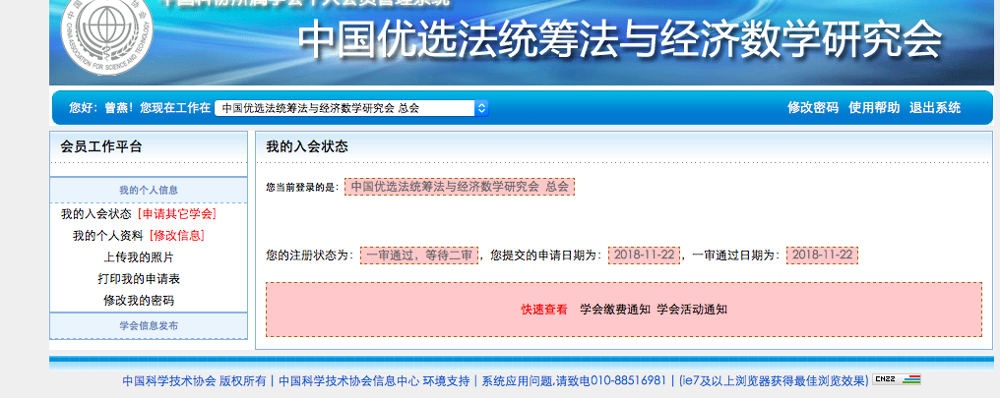 中国科协所属学会个人会员管理系统
CHINA ASSOCIATION FOR SCIENCE AND TECHNOLOGY
中国优选法统筹法与经济数学研究会
您好：曾燕！您现在工作在 中国优选法统筹法与经济数学研究会 总会
修改密码 使用帮助 退出系统
会员工作平台
我的个人信息
我的入会状态 [申请其它学会]
我的个人资料 [修改信息]
上传我的照片
打印我的申请表
修改我的密码
学会信息发布
我的入会状态
您当前登录的是： 中国优选法统筹法与经济数学研究会 总会
您的注册状态为： 一审通过，等待二审，您提交的申请日期为： 2018-11-22，一审通过日期为： 2018-11-22
快速查看 学会缴费通知 学会活动通知
中国科学技术协会 版权所有 | 中国科学技术协会信息中心 环境支持 | 系统应用问题,请致电010-88516981 | (ie7及以上浏览器获得最佳浏览效果) CNZZ